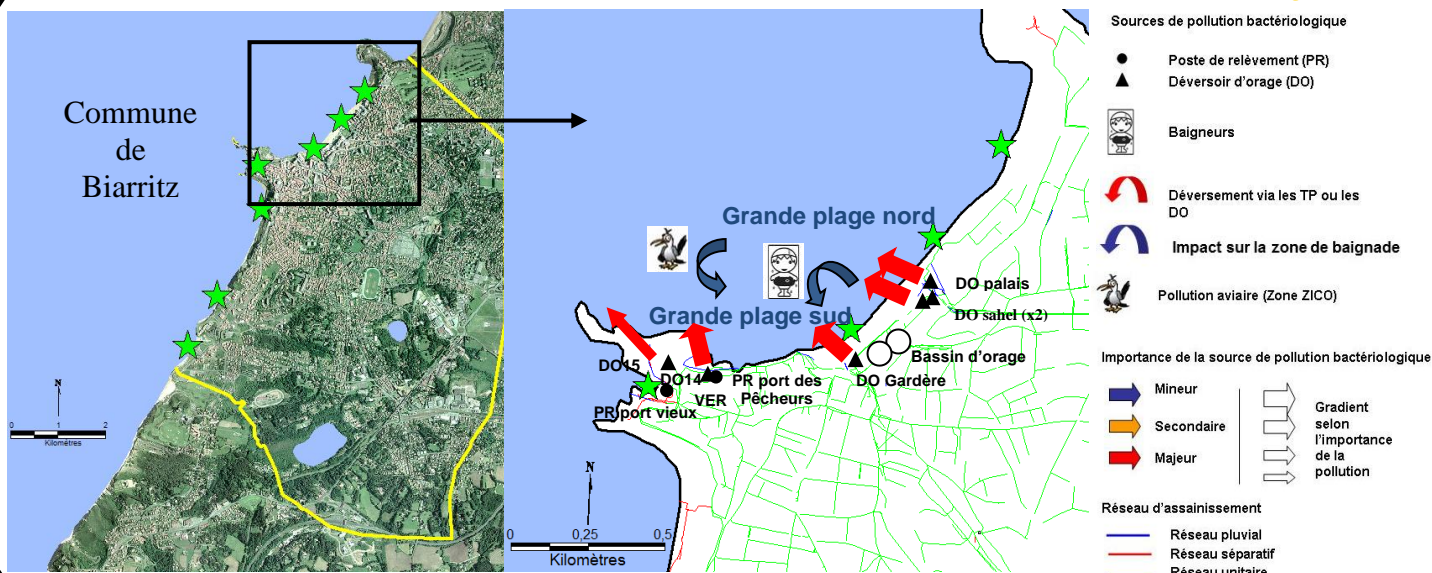 Commune
de
Biarritz
N
0 1 2
Kilomètres
Grande plage nord
Grande plage sud
DO palais
DO sahel (x2)
Bassin d'orage
DO Gardère
DO15
DO14
PR port des
Pêcheurs
VER
PR port vieux
N
0 0,25 0,5
Kilomètres
Sources de pollution bactériologique
Poste de relèvement (PR)
Déversoir d'orage (DO)
Baigneurs
Déversement via les TP ou les
DO
Impact sur la zone de baignade
Pollution aviaire (Zone ZICO)
Importance de la source de pollution bactériologique
Mineur
Secondaire
Majeur
Gradient
selon
l'importance
de la
pollution
Réseau d'assainissement
Réseau pluvial
Réseau séparatif
Réseau unitaire